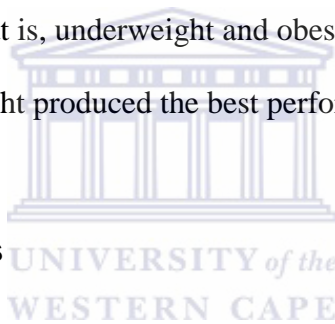 t is, underweight and obes
ht produced the best perfo
s
UNIVERSITY of the
WESTERN CAPE